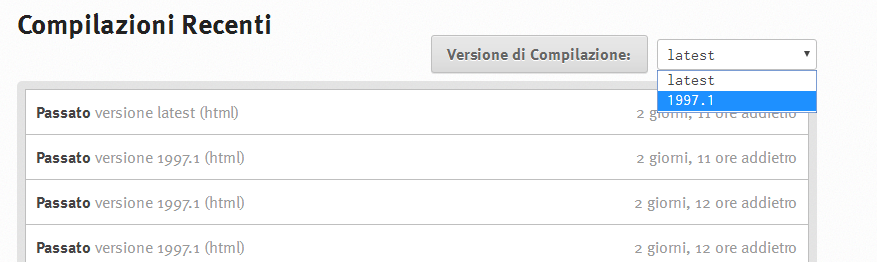 Compilazioni Recenti
Versione di Compilazione:
latest
latest
1997.1
Passato versione latest (html)
2 giorni, 11 ore addietro
Passato versione 1997.1 (html)
2 giorni, 11 ore addietro
Passato versione 1997.1 (html)
2 giorni, 12 ore addietro
Passato versione 1997.1 (html)
2 giorni, 12 ore addietro